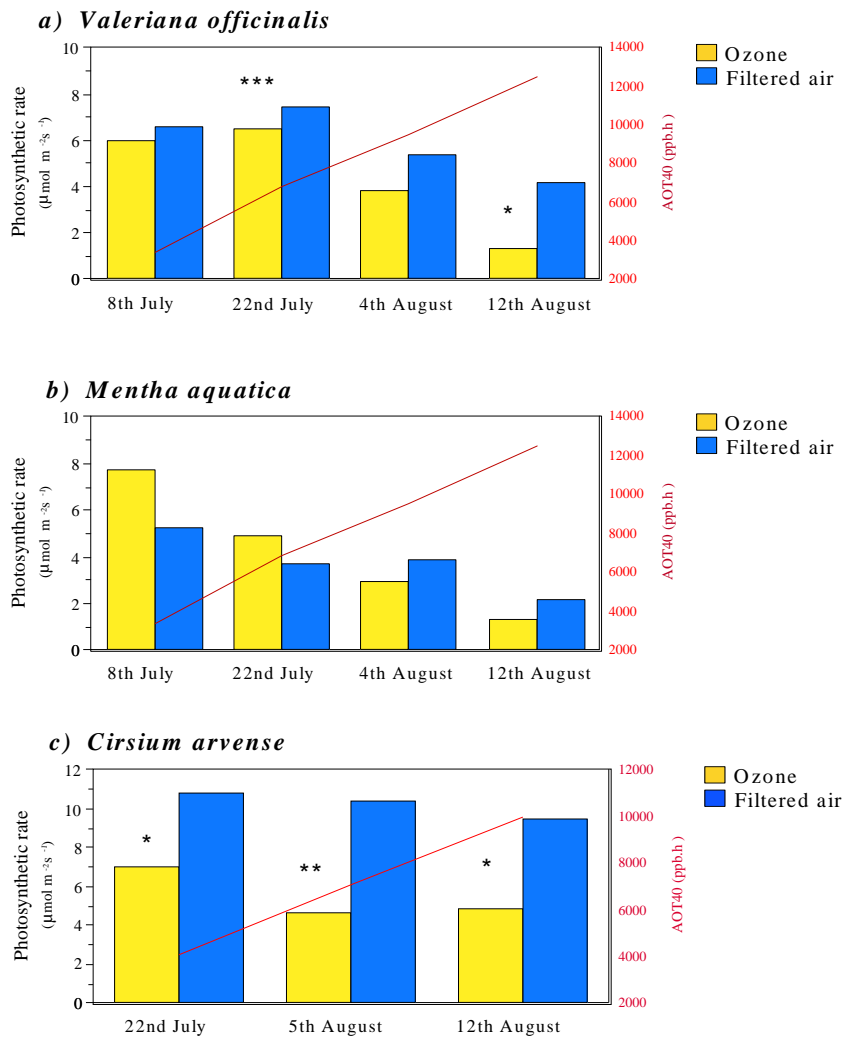 a) Valeriana officinalis
Ozone
Filtered air
Photosynthetic rate
(μmol m⁻²s⁻¹)
10
8
6
4
2
0
***
*
14000
12000
10000
8000
6000
4000
2000
AOT40 (ppb.h)
8th July 22nd July 4th August 12th August
b) Mentha aquatica
Ozone
Filtered air
Photosynthetic rate
(μmol m⁻²s⁻¹)
10
8
6
4
2
0
14000
12000
10000
8000
6000
4000
2000
AOT40 (ppb.h)
8th July 22nd July 4th August 12th August
c) Cirsium arvense
Ozone
Filtered air
Photosynthetic rate
(μmol m⁻²s⁻¹)
12
10
8
6
4
2
0
*
**
*
12000
10000
8000
6000
4000
2000
AOT40 (ppb.h)
22nd July 5th August 12th August